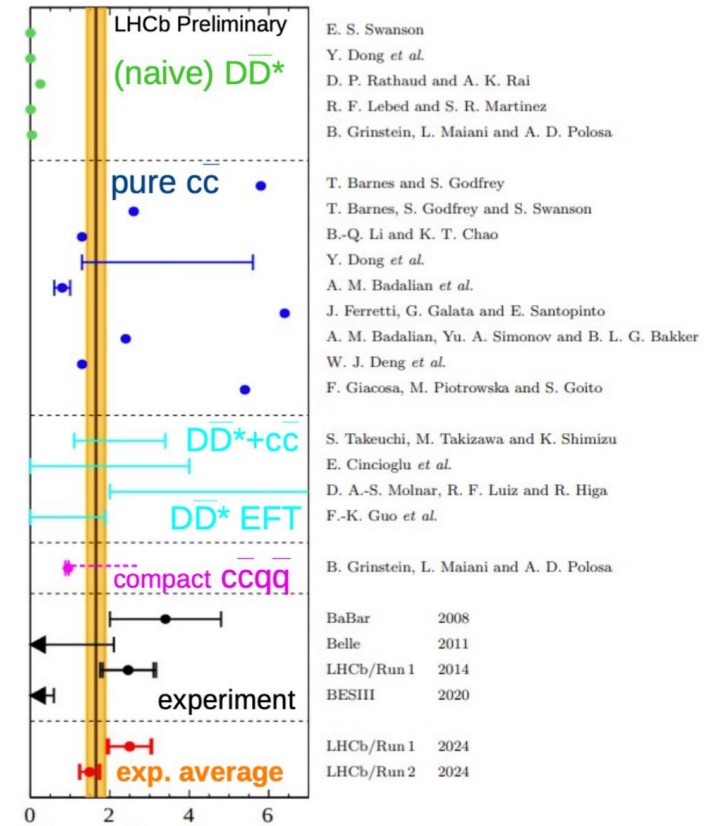 LHCb Preliminary
E. S. Swanson
Y. Dong et al.
(naive) DD̅*
D. P. Rathaud and A. K. Rai
R. F. Lebed and S. R. Martinez
B. Grinstein, L. Maiani and A. D. Polosa
pure cc̅
T. Barnes and S. Godfrey
T. Barnes, S. Godfrey and S. Swanson
B.-Q. Li and K. T. Chao
Y. Dong et al.
A. M. Badalian et al.
J. Ferretti, G. Galata and E. Santopinto
A. M. Badalian, Yu. A. Simonov and B. L. G. Bakker
W. J. Deng et al.
F. Giacosa, M. Piotrowska and S. Goito
DD̅*+cc̅
S. Takeuchi, M. Takizawa and K. Shimizu
E. Cincioglu et al.
D. A.-S. Molnar, R. F. Luiz and R. Higa
DD̅* EFT
F.-K. Guo et al.
compact cc̅qq̅
B. Grinstein, L. Maiani and A. D. Polosa
BaBar 2008
Belle 2011
LHCb/Run 1 2014
experiment
BESIII 2020
LHCb/Run 1 2024
exp. average
LHCb/Run 2 2024
0 2 4 6